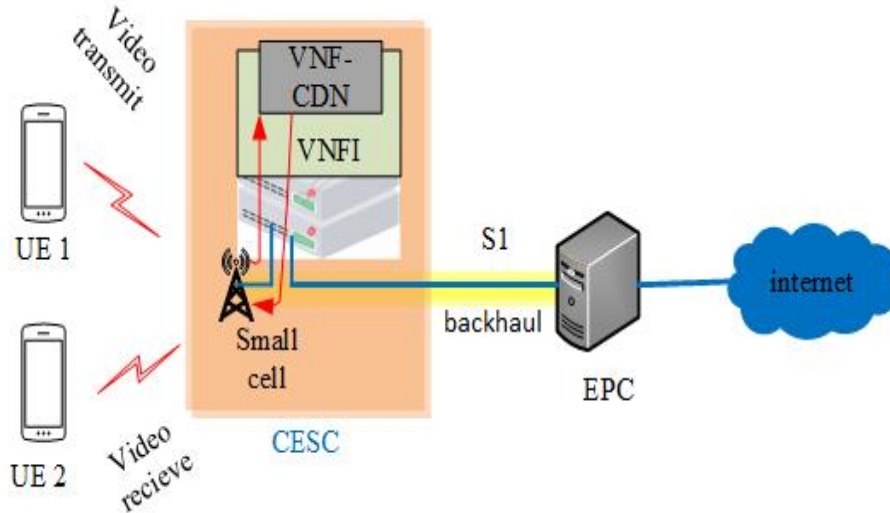 Video
transmit
VNF-
CDN
VNFI
UE 1
S1
internet
backhaul
Small
cell
EPC
CESC
UE 2
Video
recieve